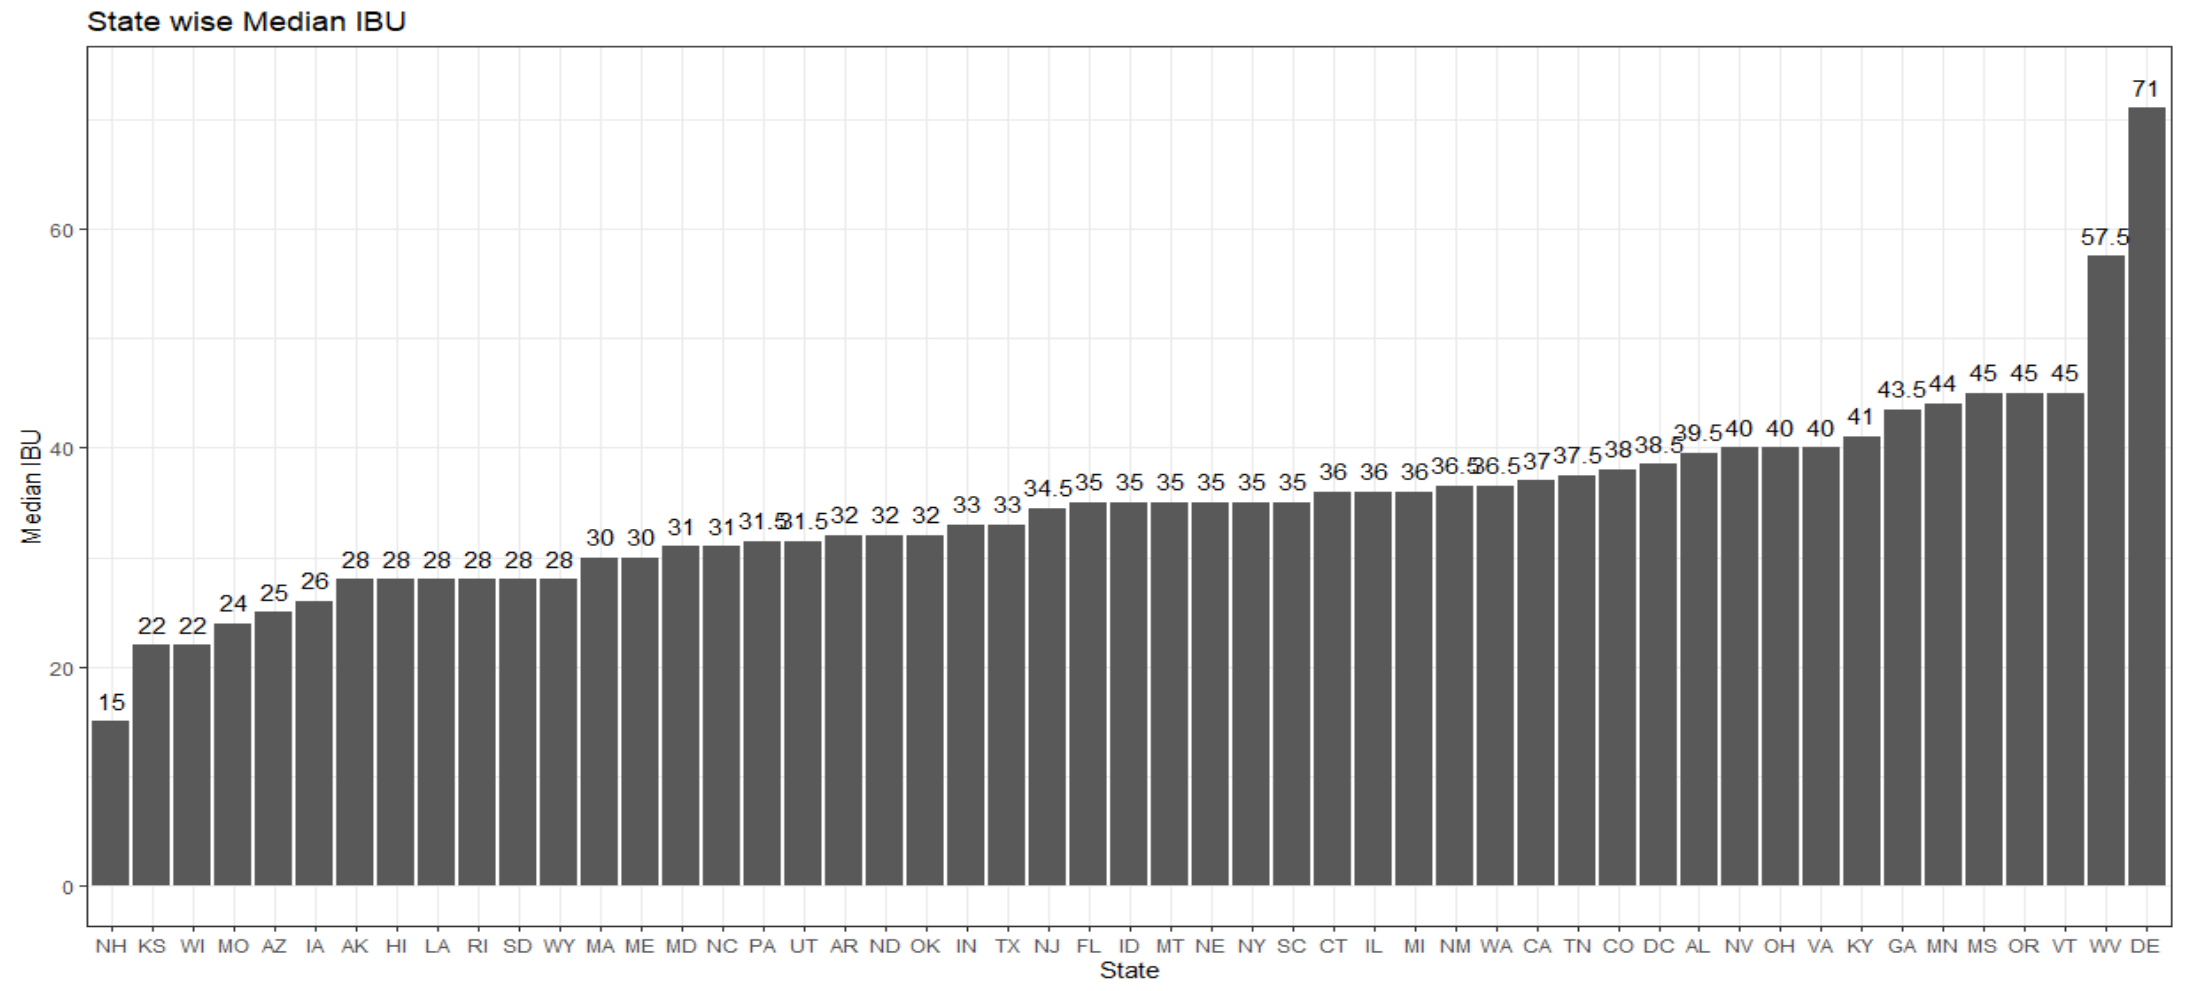 State wise Median IBU
71
60
57.5
45 45 45
43.5 44
41
40 39.5 40 40 40
38 38.5
36 36 36 36.5 36.5 37 37.5
34.5 35 35 35 35 35 35
33 33
31 31 31.5 31.5 32 32 32
30 30
28 28 28 28 28 28
26
25
24
22 22
20
15
0
Median IBU
NH KS WI MO AZ IA AK HI LA RI SD WY MA ME MD NC PA UT AR ND OK IN TX NJ FL ID MT NE NY SC CT IL MI NM WA CA TN CO DC AL NV OH VA KY GA MN MS OR VT WV DE
State